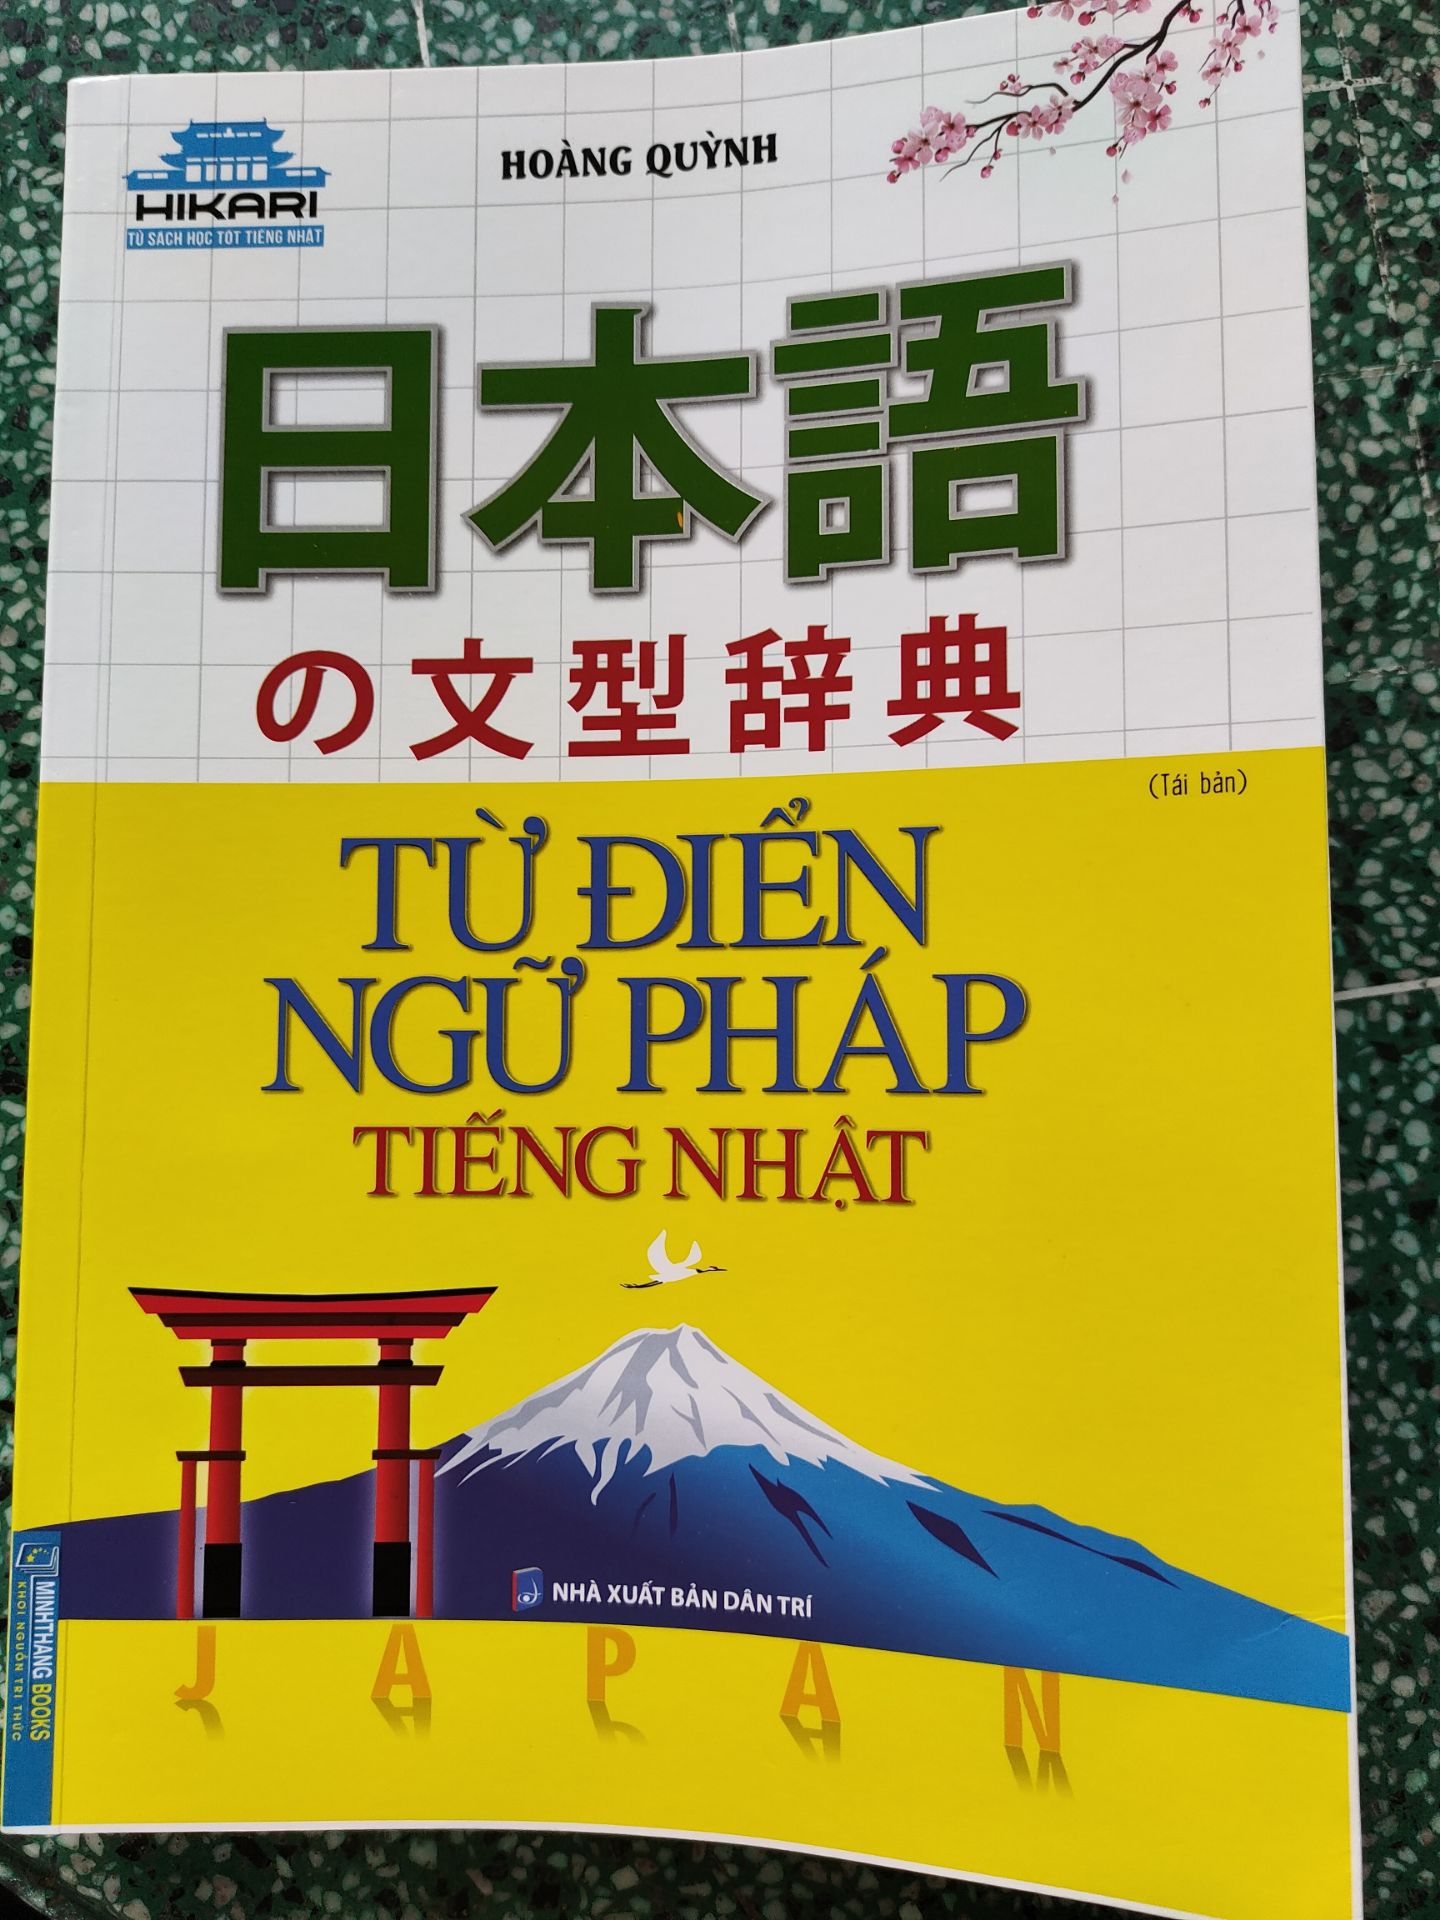 HOÀNG QUỲNH
HIKARI
TỦ SÁCH HỌC TỐT TIẾNG NHẬT
日本語
の文型辞典
(Tái bản)
TỪ ĐIỂN
NGỮ PHÁP
TIẾNG NHẬT
NHÀ XUẤT BẢN DÂN TRÍ
JAPAN
MINHTHANG BOOKS
KHƠI NGUỒN TRI THỨC